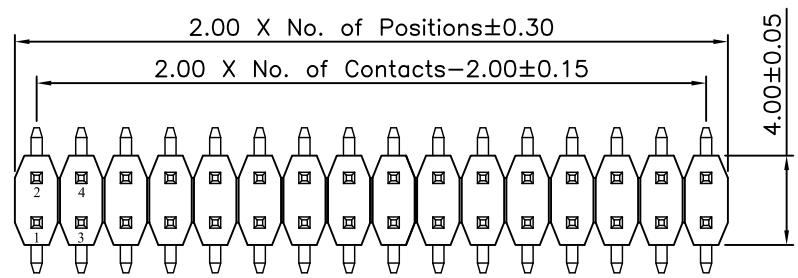 2.00 X No. of Positions±0.30
2.00 X No. of Contacts-2.00±0.15
4.00±0.05
2 4
1 3